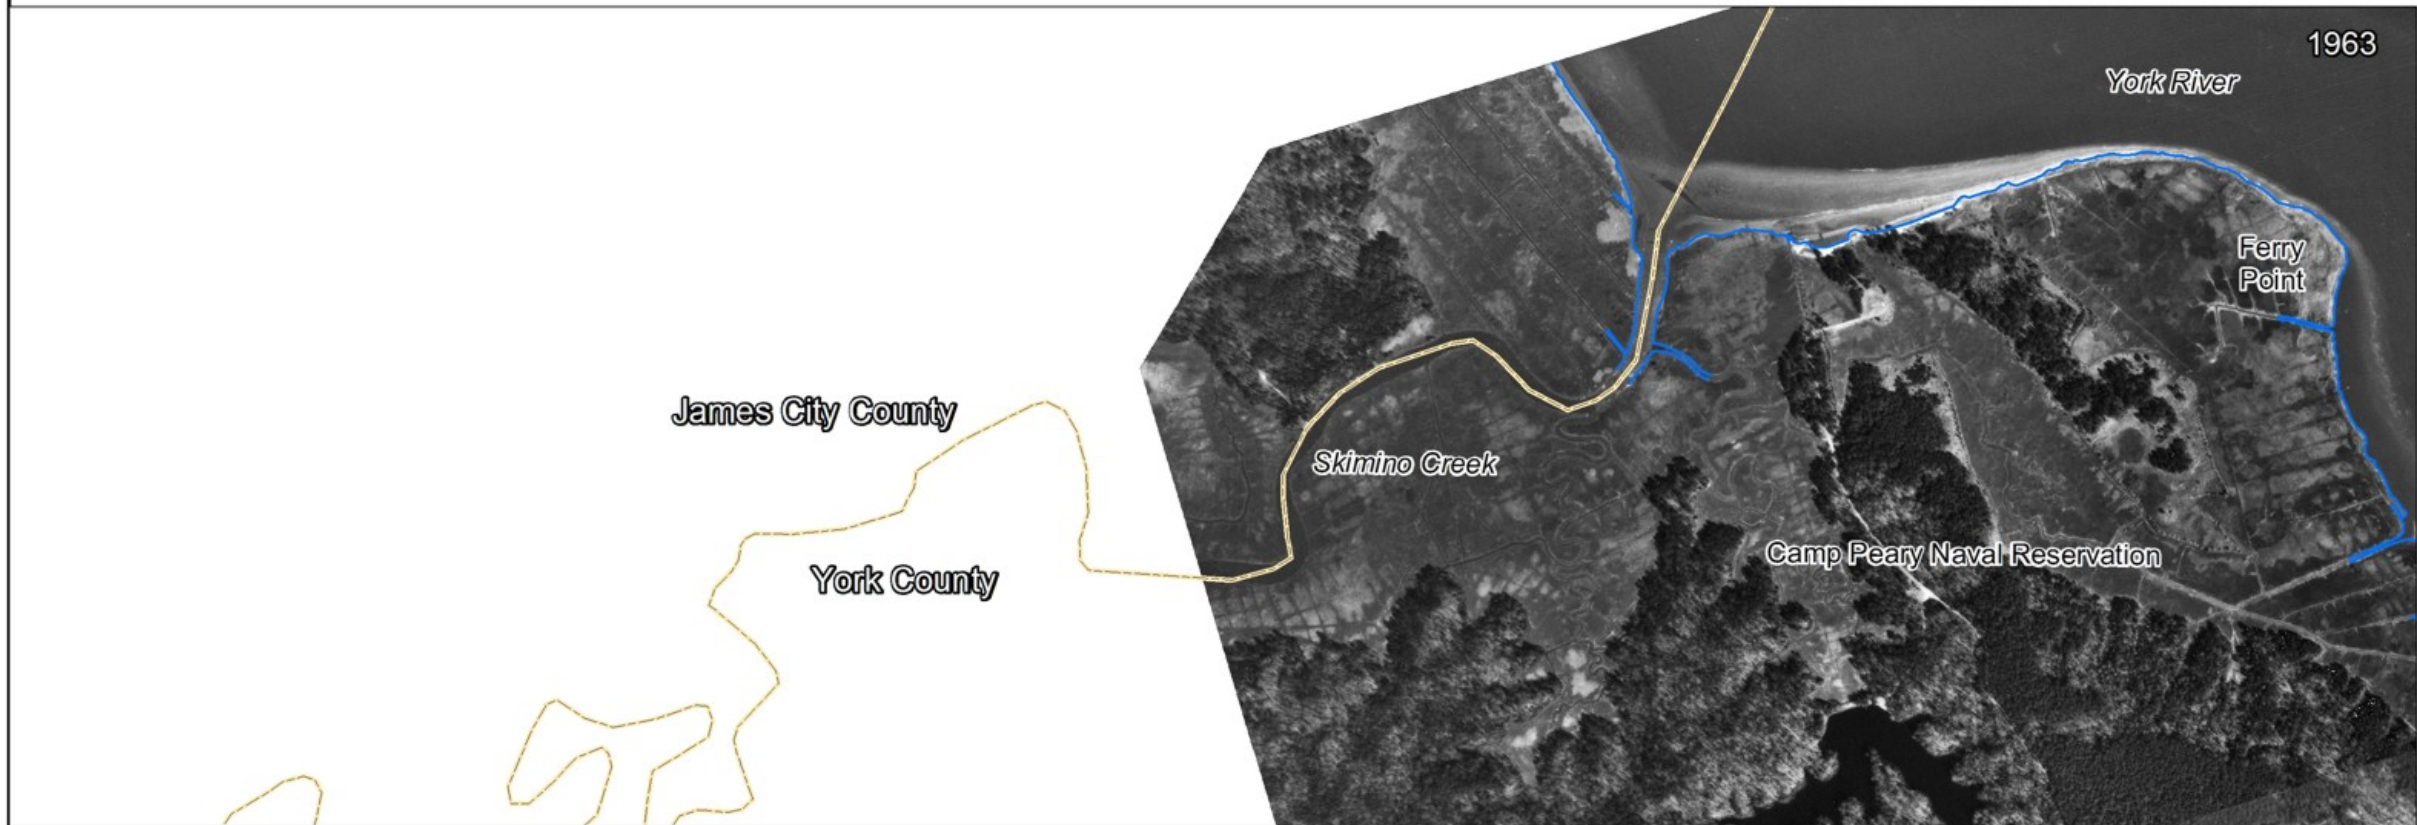 1963
York River
Ferry
Point
James City County
Skimino Creek
Camp Peary Naval Reservation
York County